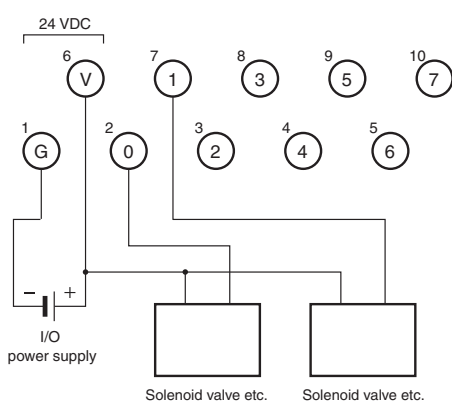 24 VDC
6 7 8 9 10
V 1 3 5 7
1 2 3 4 5
G 0 2 4 6
− +
I/O
power supply
Solenoid valve etc. Solenoid valve etc.